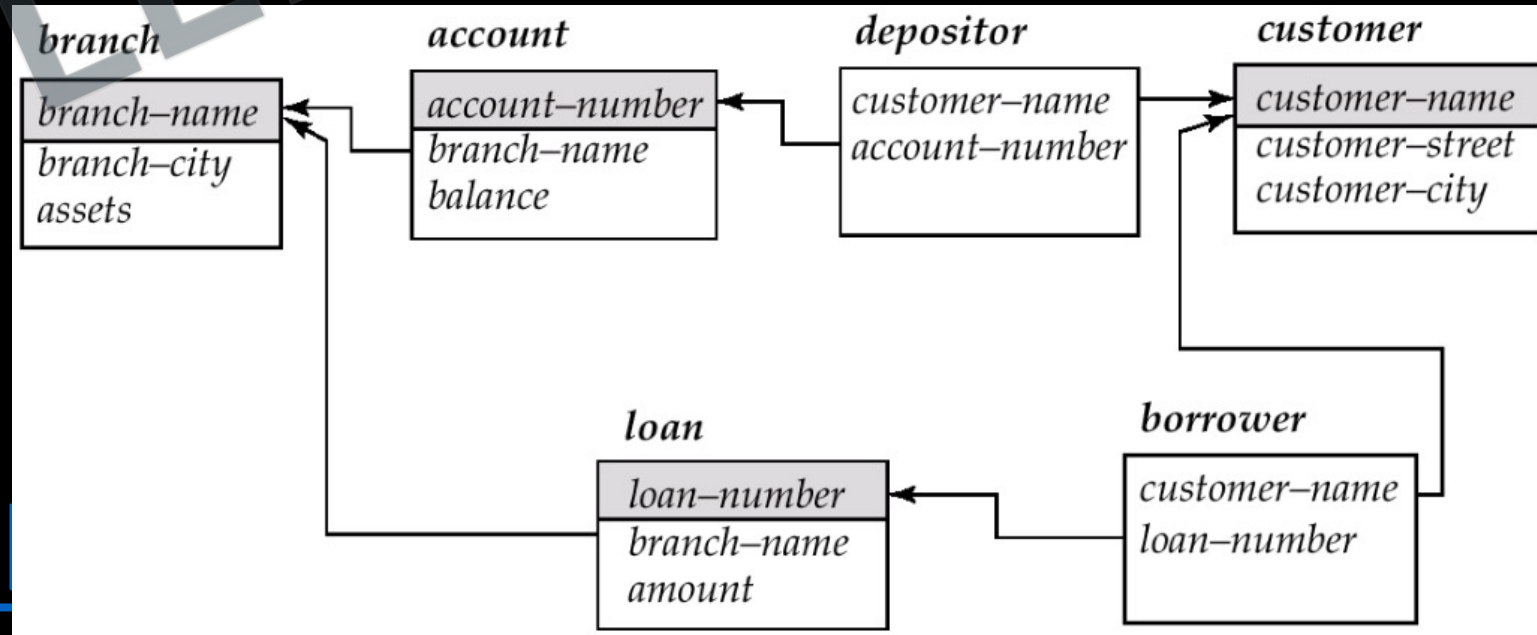 branch
branch–name
branch–city
assets
account
account–number
branch–name
balance
depositor
customer–name
account–number
customer
customer–name
customer–street
customer–city
loan
loan–number
branch–name
amount
borrower
customer–name
loan–number